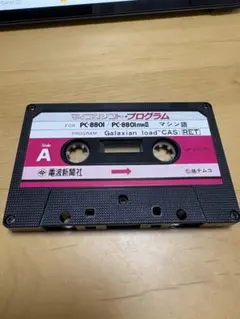 マイコンソフト・プログラム
FOR PC-8801 / PC-8801mkII マシン語
PROGRAM Galaxian load"CAS:(RET)
Side
A
電波新聞社
©ナムコ